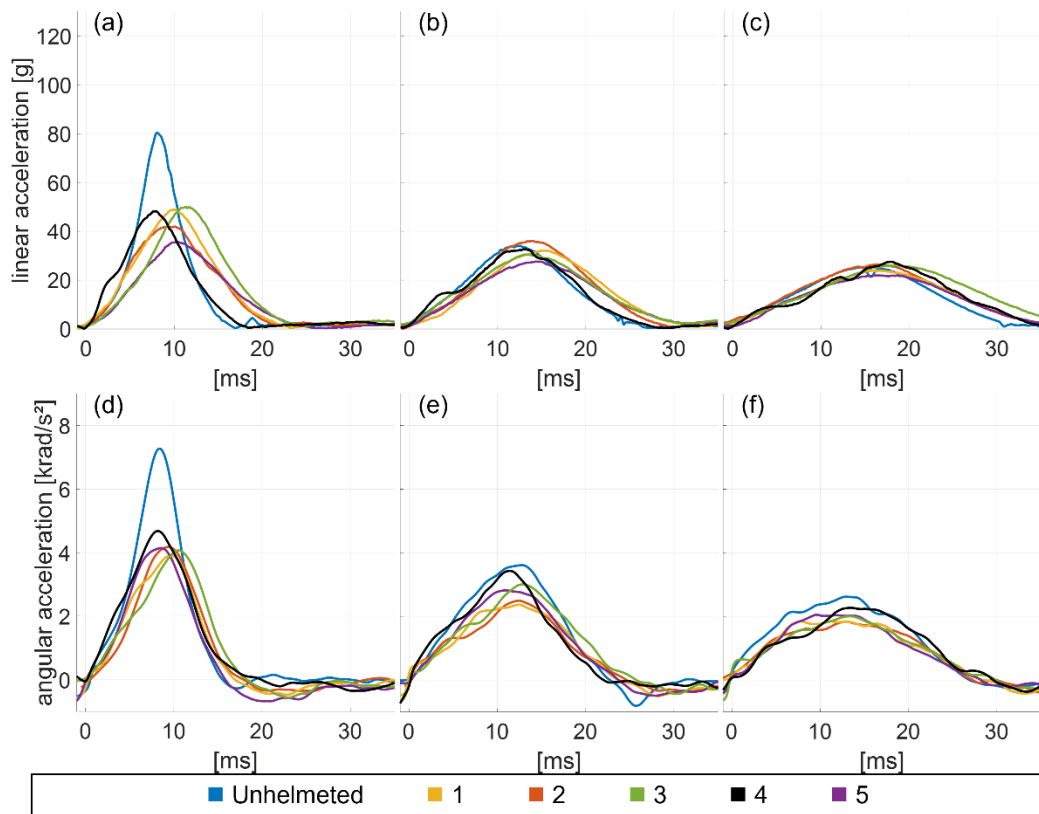 (a) (b) (c)
linear acceleration [g]
120
100
80
60
40
20
0
0 10 20 30 0 10 20 30 0 10 20 30
[ms] [ms] [ms]
(d) (e) (f)
angular acceleration [krad/s²]
8
6
4
2
0
0 10 20 30 0 10 20 30 0 10 20 30
[ms] [ms] [ms]
Unhelmeted 1 2 3 4 5